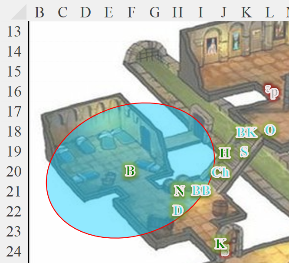 B C D E F G H I J K L M
13
14
15
16
17
18 BK O
19 H S
20 B Ch
21 N BB
22 D
23
24 K